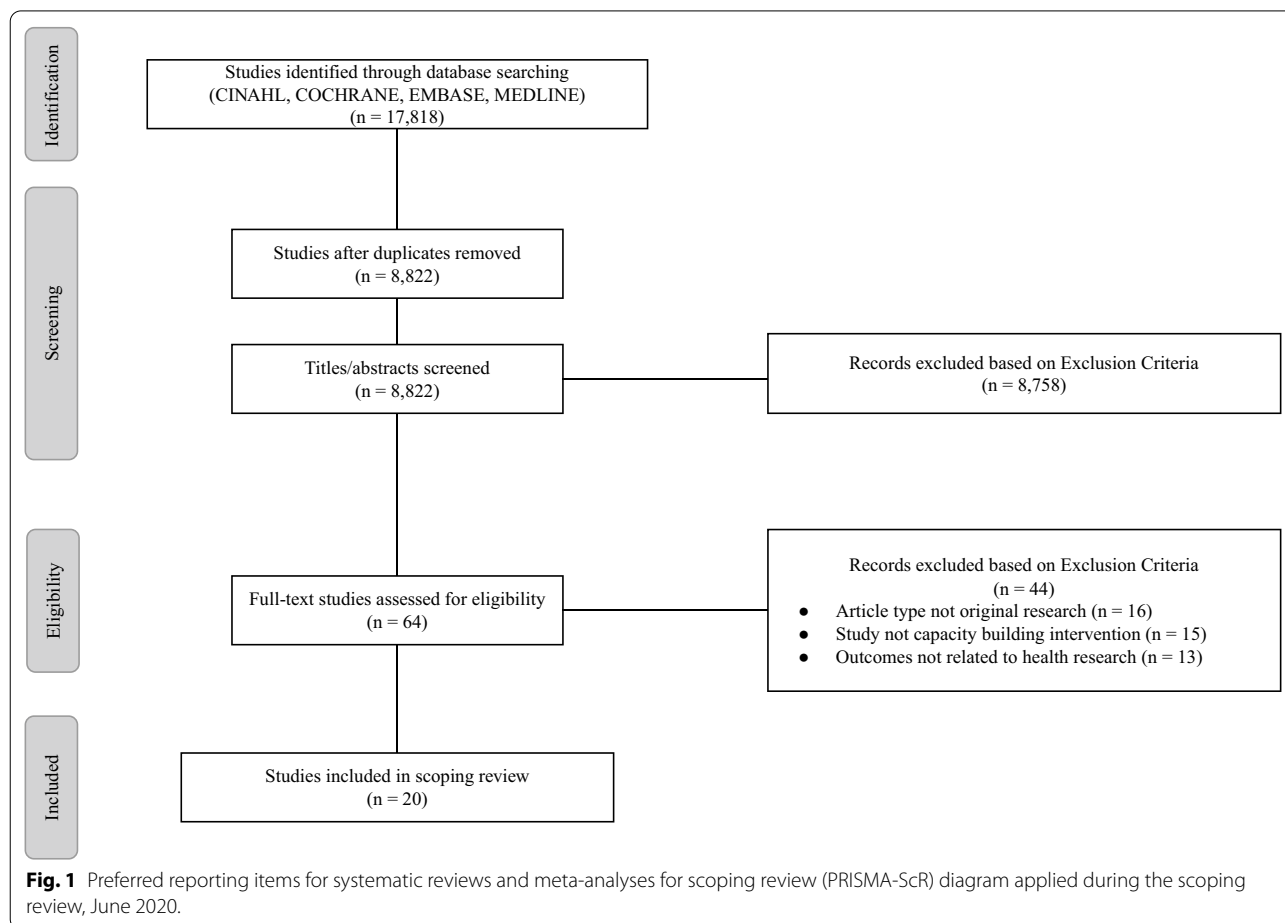 Identification
Studies identified through database searching
(CINAHL, COCHRANE, EMBASE, MEDLINE)
(n = 17,818)
Screening
Studies after duplicates removed
(n = 8,822)
Titles/abstracts screened
(n = 8,822)
Records excluded based on Exclusion Criteria
(n = 8,758)
Eligibility
Full-text studies assessed for eligibility
(n = 64)
Records excluded based on Exclusion Criteria
(n = 44)
● Article type not original research (n = 16)
● Study not capacity building intervention (n = 15)
● Outcomes not related to health research (n = 13)
Included
Studies included in scoping review
(n = 20)
Fig. 1 Preferred reporting items for systematic reviews and meta-analyses for scoping review (PRISMA-ScR) diagram applied during the scoping
review, June 2020.